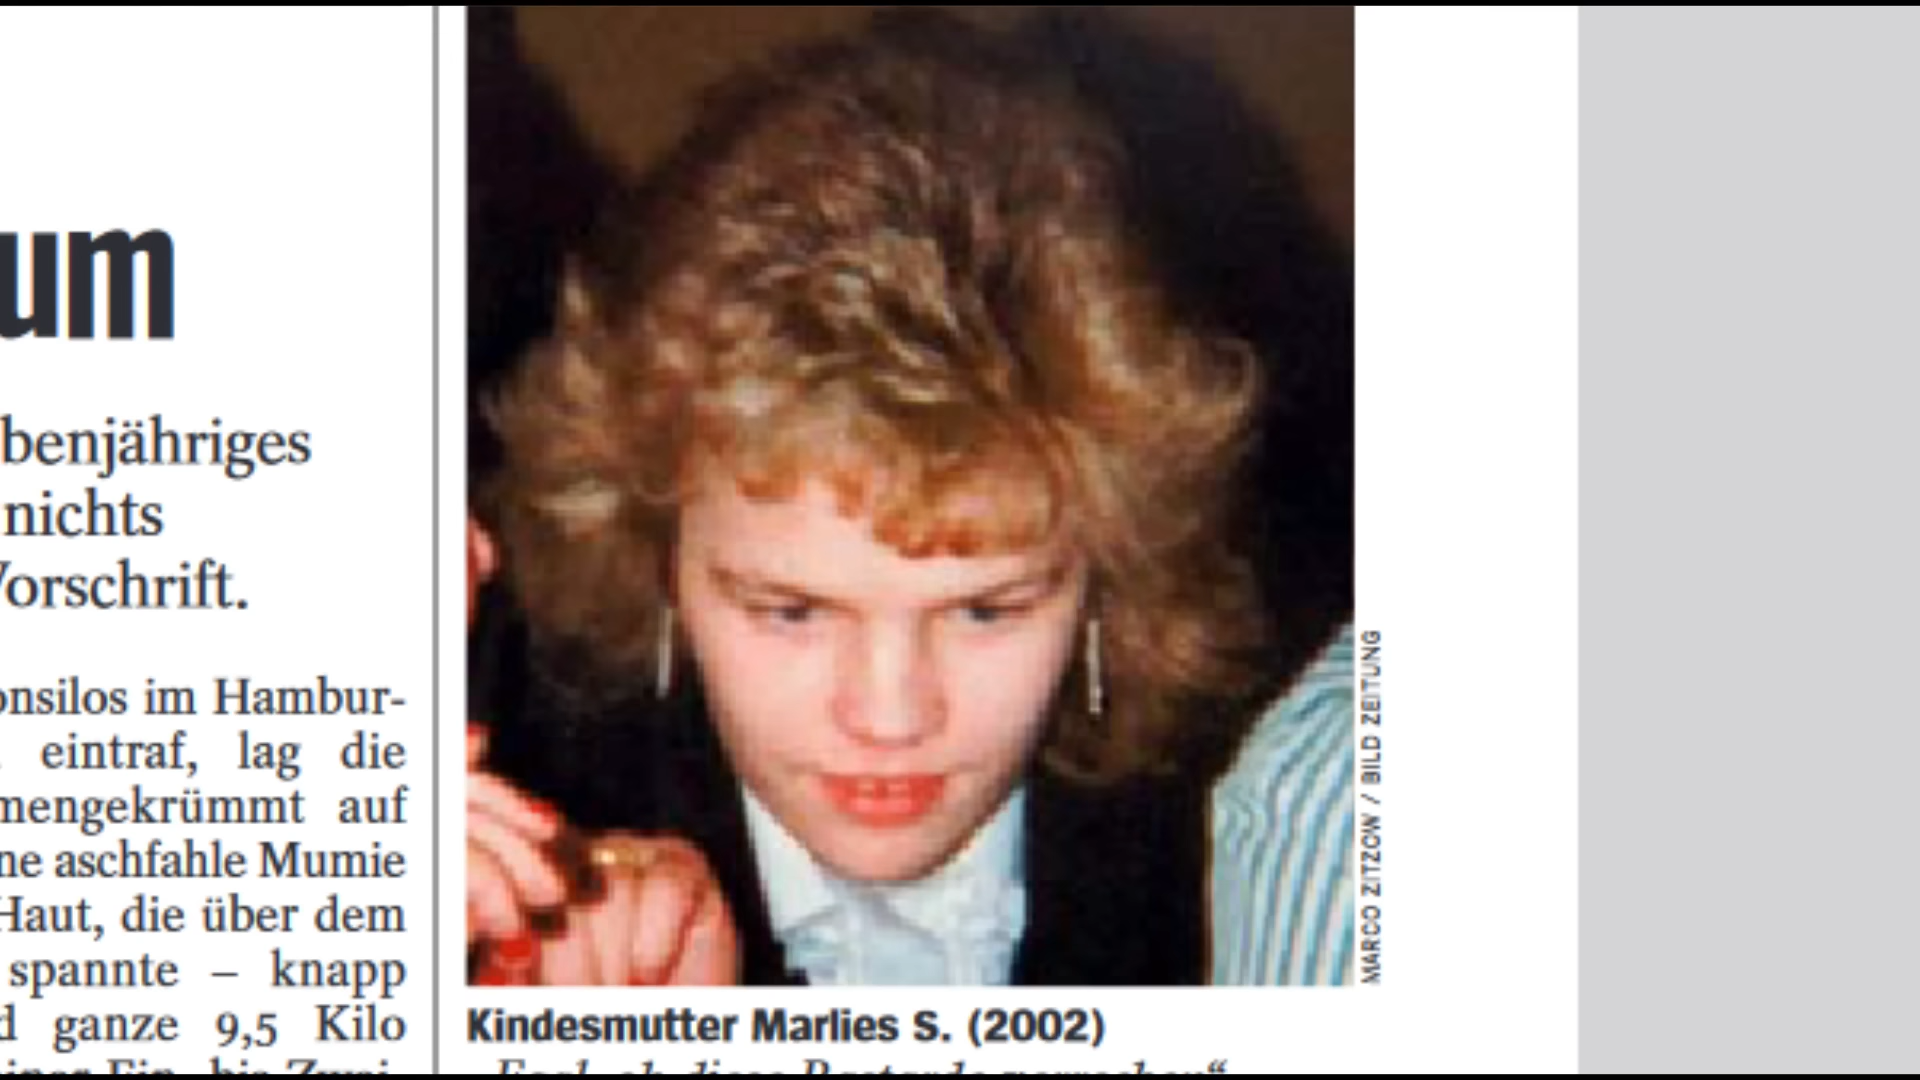 um
benjähriges
nichts
Vorschrift.
onsilos im Hambur-
eintraf, lag die
mengekrümmt auf
ne aschfahle Mumie
Haut, die über dem
spannte – knapp
d ganze 9,5 Kilo
MARCO ZITZOW / BILD ZEITUNG
Kindesmutter Marlies S. (2002)